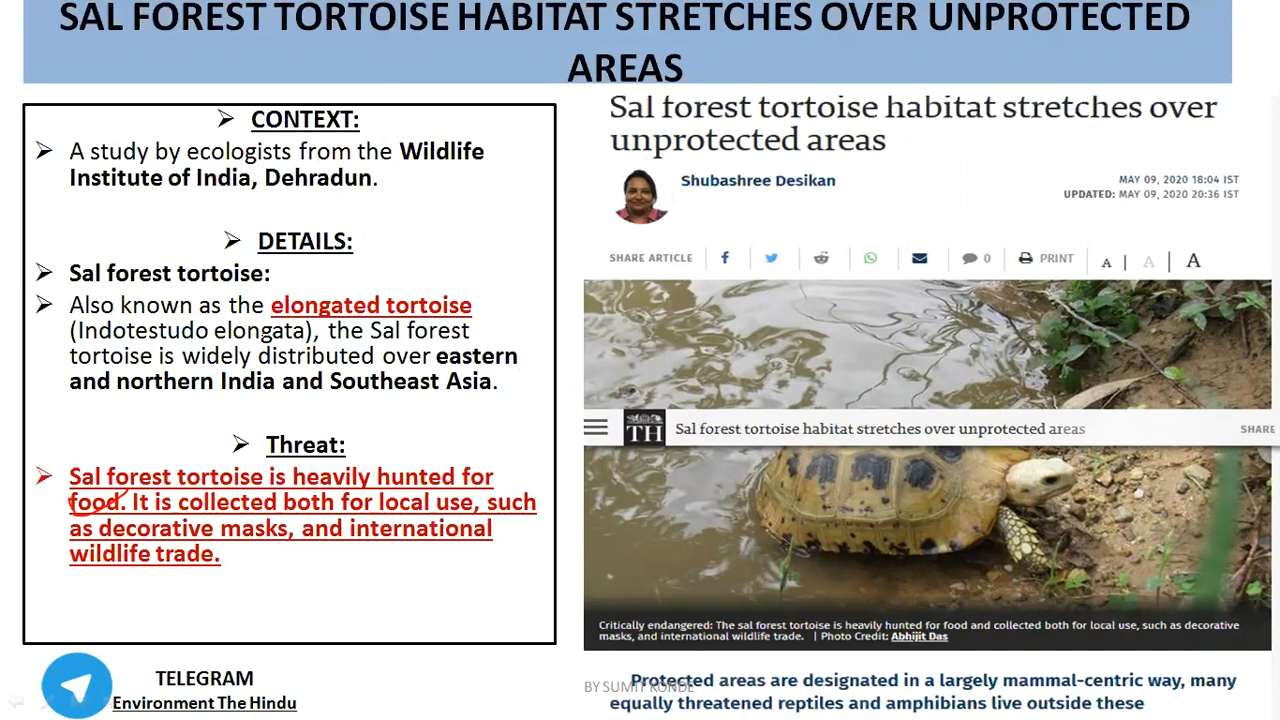 SAL FOREST TORTOISE HABITAT STRETCHES OVER UNPROTECTED
AREAS
CONTEXT:
A study by ecologists from the Wildlife
Institute of India, Dehradun.
DETAILS:
Sal forest tortoise:
Also known as the elongated tortoise
(Indotestudo elongata), the Sal forest
tortoise is widely distributed over eastern
and northern India and Southeast Asia.
Threat:
Sal forest tortoise is heavily hunted for
food. It is collected both for local use, such
as decorative masks, and international
wildlife trade.
TELEGRAM
Environment The Hindu
Sal forest tortoise habitat stretches over
unprotected areas
Shubashree Desikan
MAY 09, 2020 18:04 IST
UPDATED: MAY 09, 2020 20:36 IST
SHARE ARTICLE
0
PRINT
A | A | A
TH
Sal forest tortoise habitat stretches over unprotected areas
SHARE
Critically endangered: The sal forest tortoise is heavily hunted for food and collected both for local use, such as decorative
masks, and international wildlife trade. | Photo Credit: Abhijit Das
BY SUMIT KONDE
Protected areas are designated in a largely mammal-centric way, many
equally threatened reptiles and amphibians live outside these